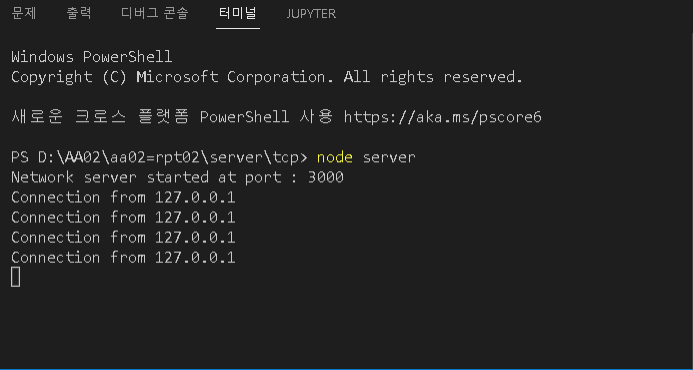 문제 출력 디버그 콘솔 터미널 JUPYTER
Windows PowerShell
Copyright (C) Microsoft Corporation. All rights reserved.
새로운 크로스 플랫폼 PowerShell 사용 https://aka.ms/pscore6
PS D:\AA02\aa02=rpt02\server\tcp> node server
Network server started at port : 3000
Connection from 127.0.0.1
Connection from 127.0.0.1
Connection from 127.0.0.1
Connection from 127.0.0.1